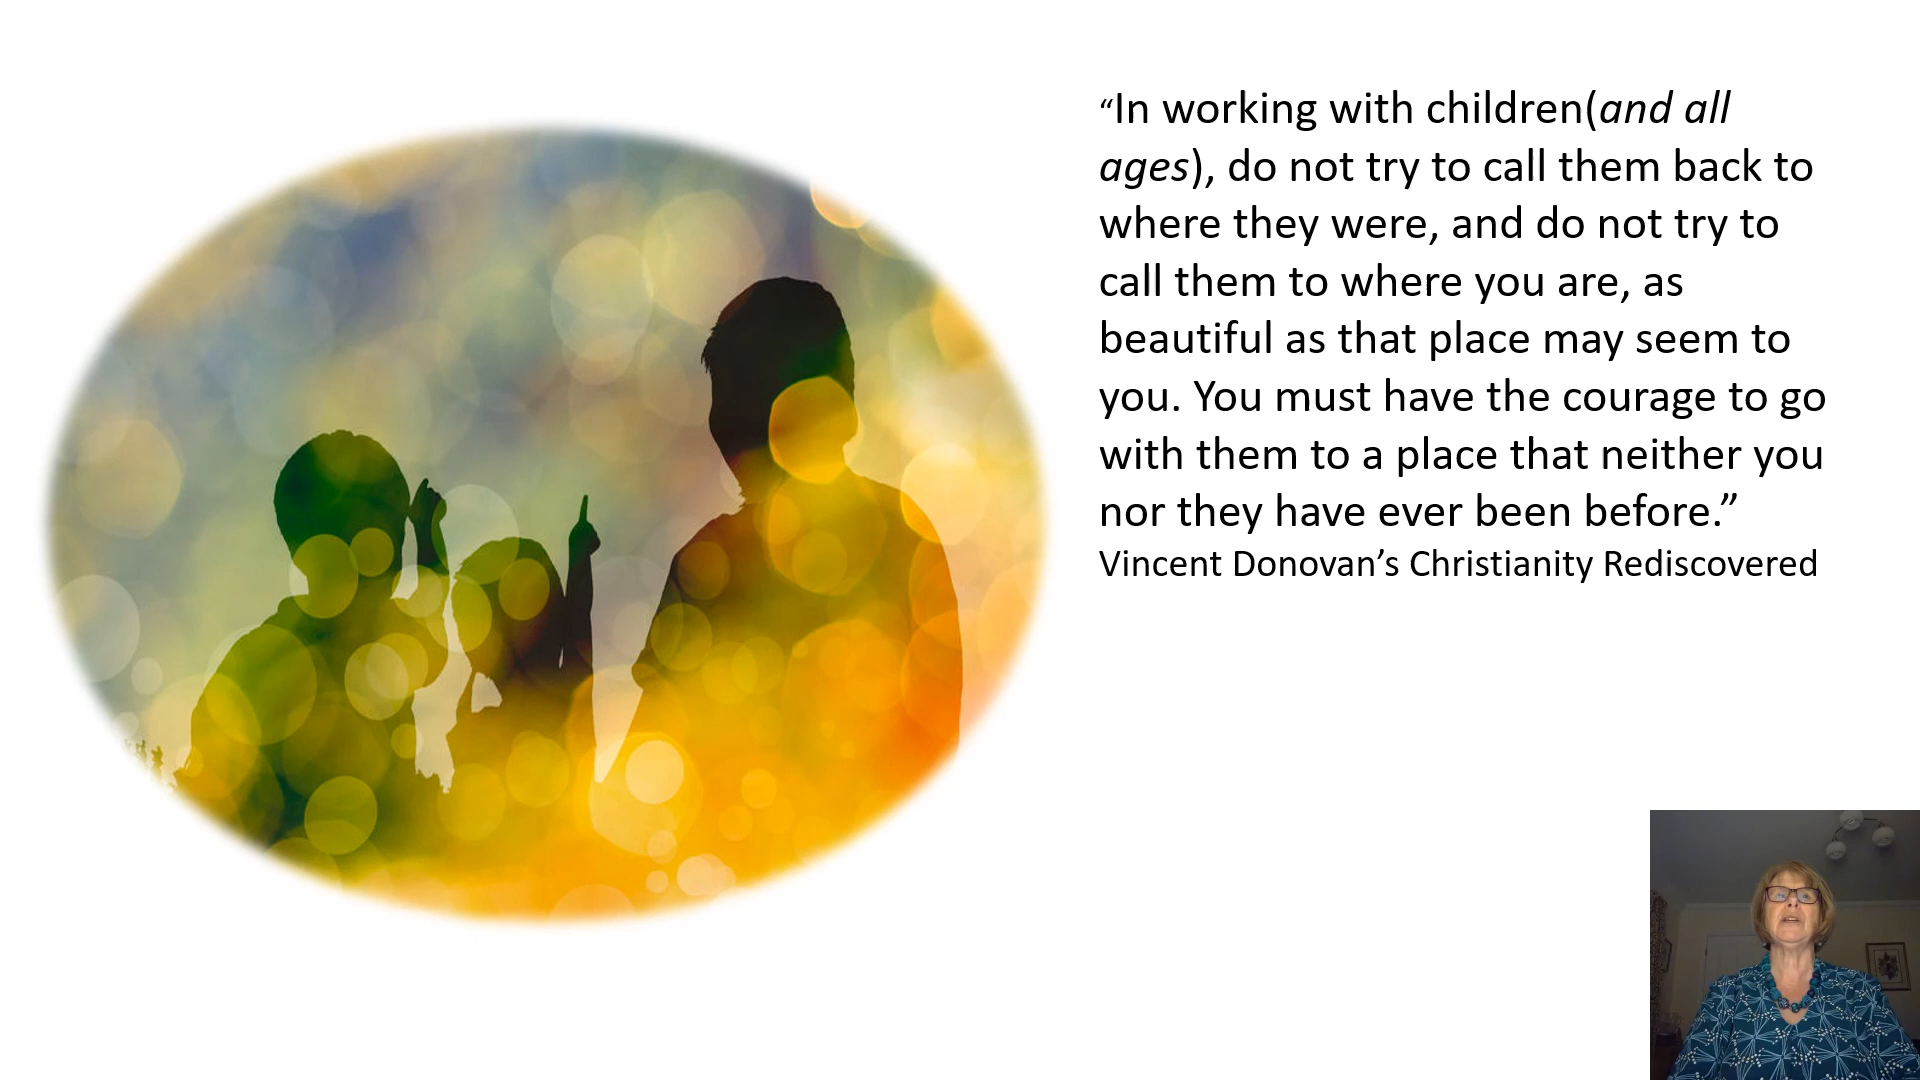 “In working with children(and all
ages), do not try to call them back to
where they were, and do not try to
call them to where you are, as
beautiful as that place may seem to
you. You must have the courage to go
with them to a place that neither you
nor they have ever been before.”
Vincent Donovan’s Christianity Rediscovered